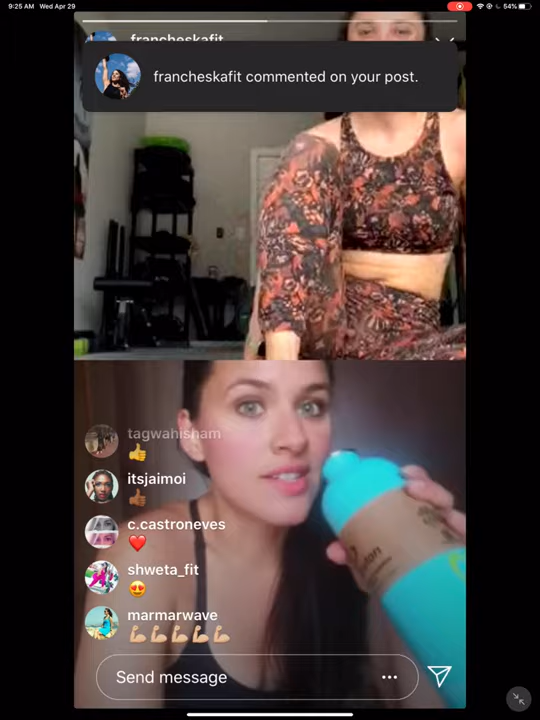 9:25 AM Wed Apr 29
54%
francheskafit
francheskafit commented on your post.
tagwahisham
itsjaimoi
c.castroneves
shweta_fit
marmarwave
Send message